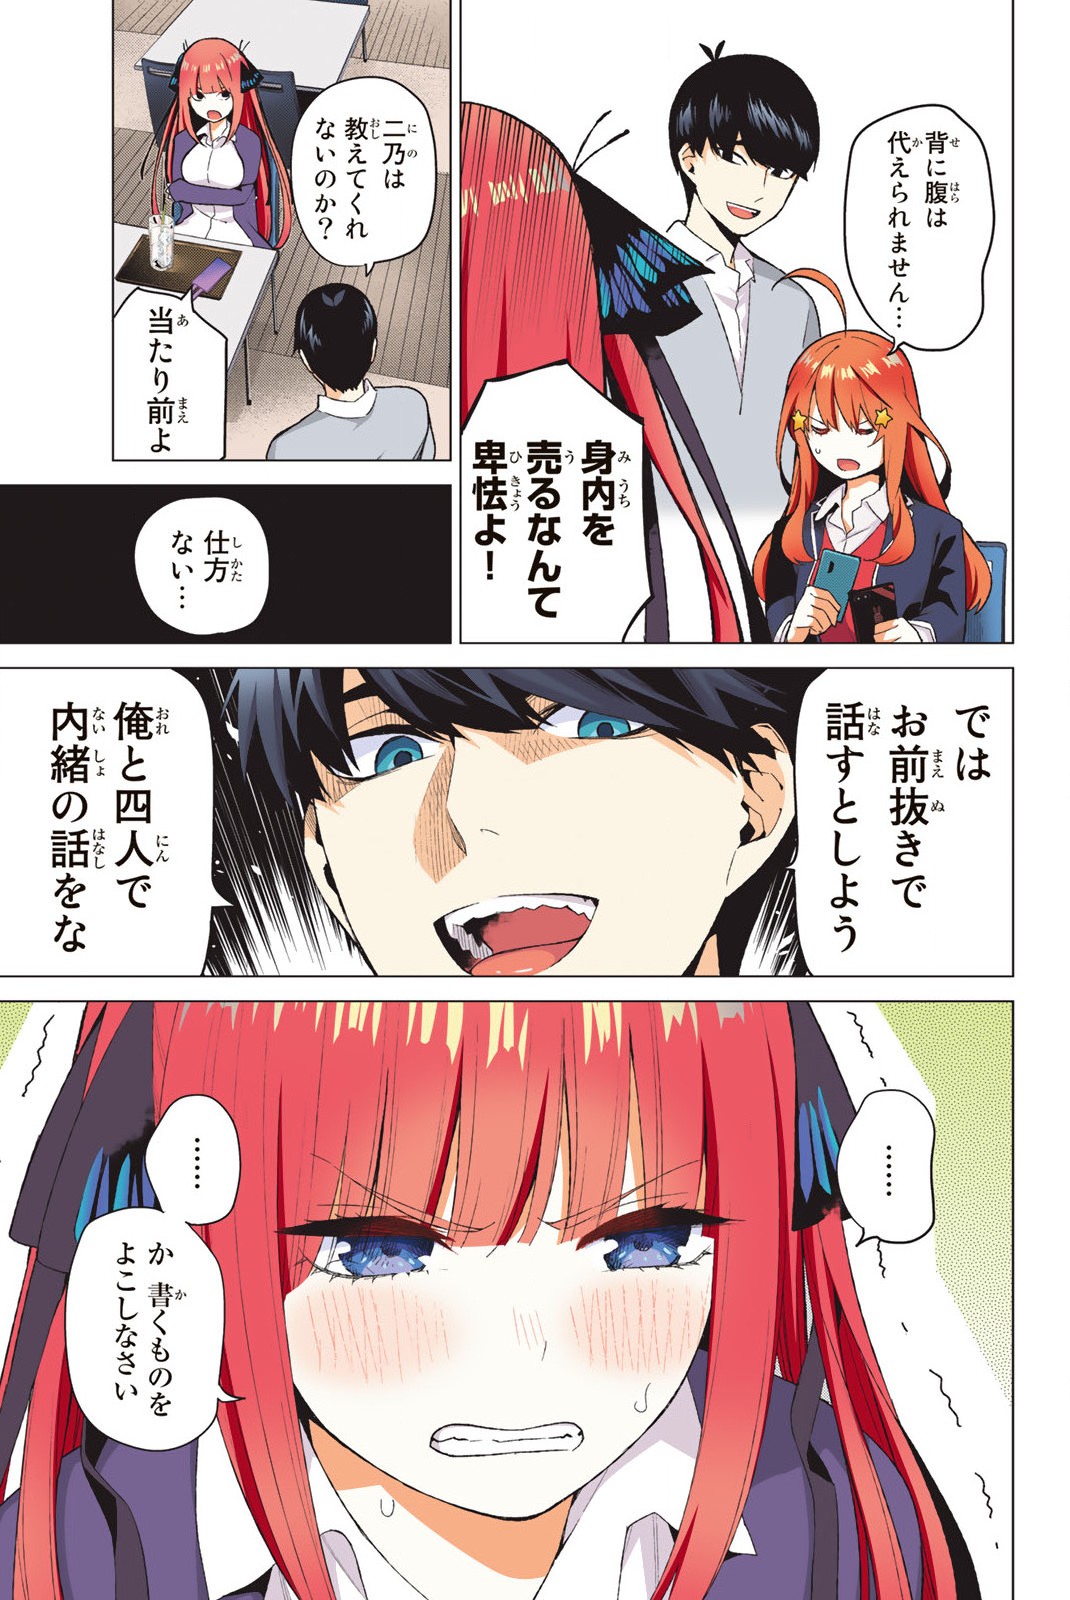 背に腹は
代えられません…
身内を
売るなんて
卑怯よ！
二乃は
教えてくれ
ないのか？
当たり前よ
仕方
ない…
では
お前抜きで
話すとしよう
俺と四人で
内緒の話をな
……
……
か 書くものを
よこしなさい